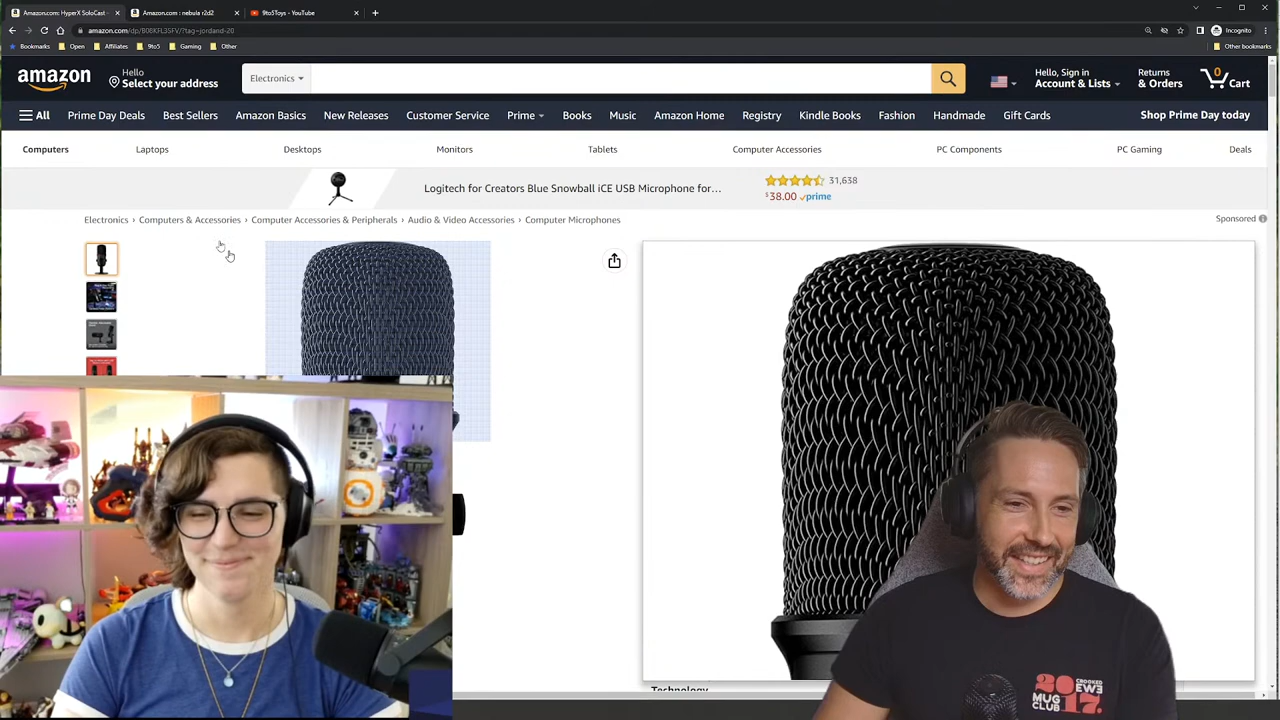 Amazon.com: HyperX SoloCast -
Amazon.com : nebula r2d2
9to5Toys - YouTube
amazon.com/dp/B08KFL3SFV/?tag=jordand-20
Incognito
Bookmarks
Open
Affiliates
9to5
Gaming
Other
Other bookmarks
amazon
Hello
Select your address
Electronics
Hello, Sign in
Account & Lists
Returns
& Orders
0
Cart
All
Prime Day Deals
Best Sellers
Amazon Basics
New Releases
Customer Service
Prime
Books
Music
Amazon Home
Registry
Kindle Books
Fashion
Handmade
Gift Cards
Shop Prime Day today
Computers
Laptops
Desktops
Monitors
Tablets
Computer Accessories
PC Components
PC Gaming
Deals
Logitech for Creators Blue Snowball iCE USB Microphone for…
31,638
$38.00 prime
Electronics › Computers & Accessories › Computer Accessories & Peripherals › Audio & Video Accessories › Computer Microphones
Sponsored
Technology
20 CROOKED
EWE
MUG
CLUB 17.